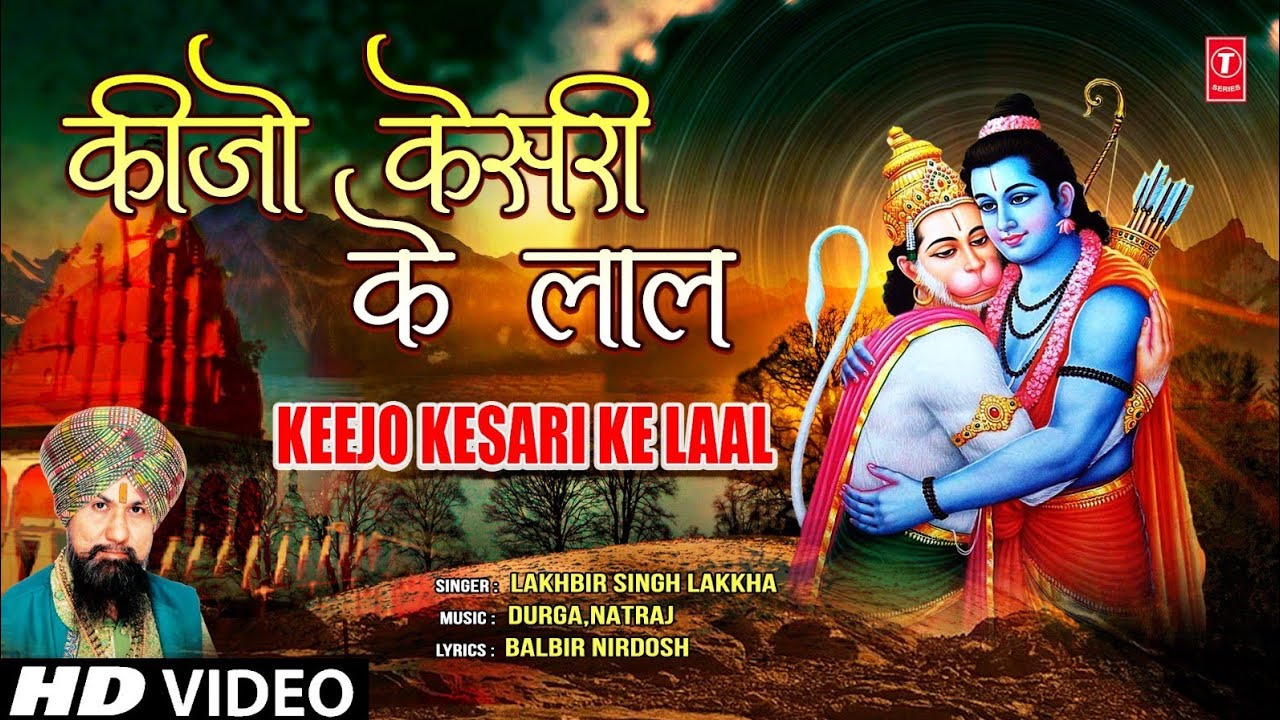 कीजो केसरी
के लाल
KEEJO KESARI KE LAAL
T
SERIES
SINGER : LAKHBIR SINGH LAKKHA
MUSIC : DURGA,NATRAJ
LYRICS : BALBIR NIRDOSH
HD VIDEO